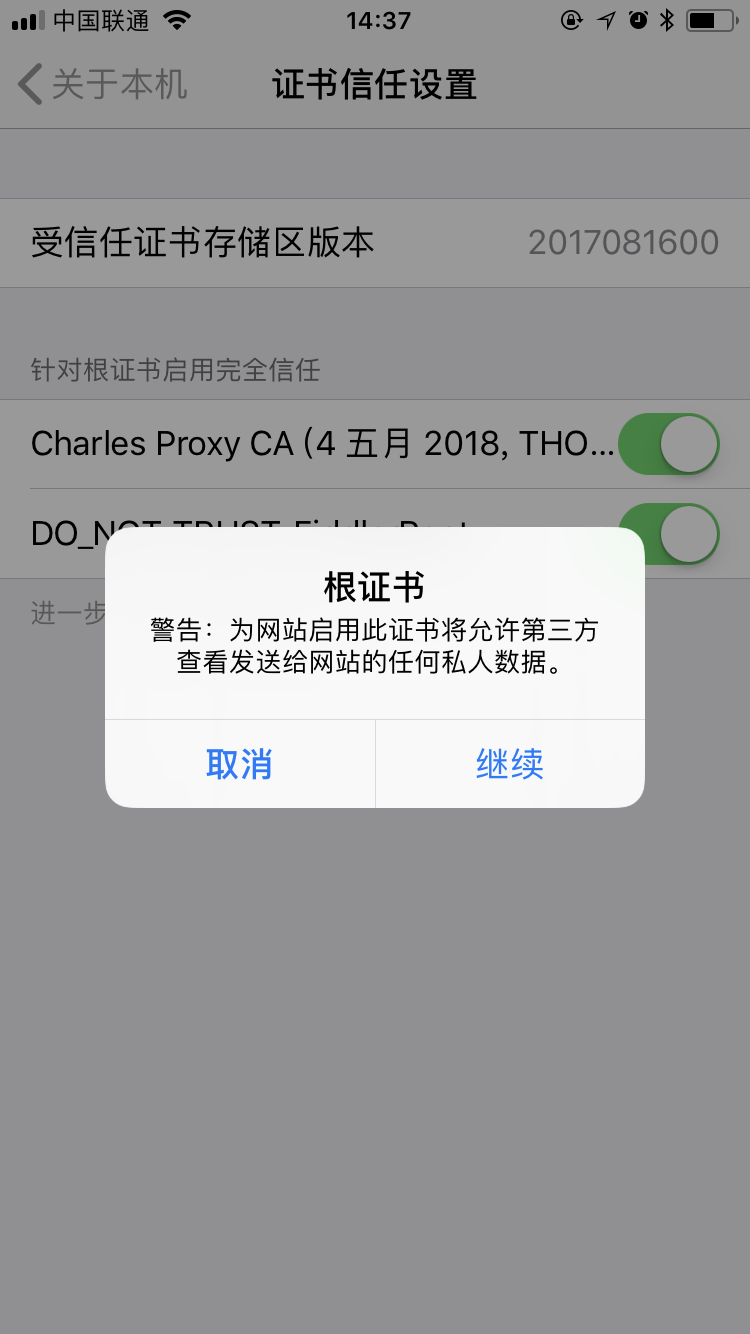 中国联通
14:37
关于本机
证书信任设置
受信任证书存储区版本
2017081600
针对根证书启用完全信任
Charles Proxy CA (4 五月 2018, THO...
DO_NOT_TRUST_Fiddler
进一步
根证书
警告：为网站启用此证书将允许第三方
查看发送给网站的任何私人数据。
取消
继续